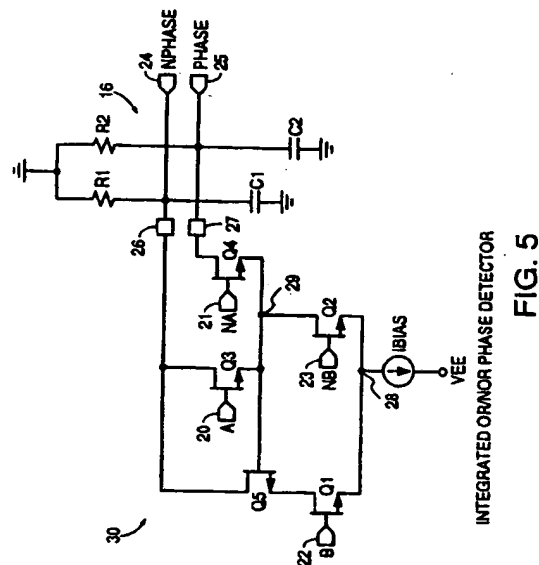 30
16
R1
R2
24
NPHASE
PHASE
25
26
27
C1
C2
20
A
Q3
21
NA
Q4
Q5
29
22
B
Q1
23
NB
Q2
28
IBIAS
VEE
INTEGRATED OR/NOR PHASE DETECTOR
FIG. 5